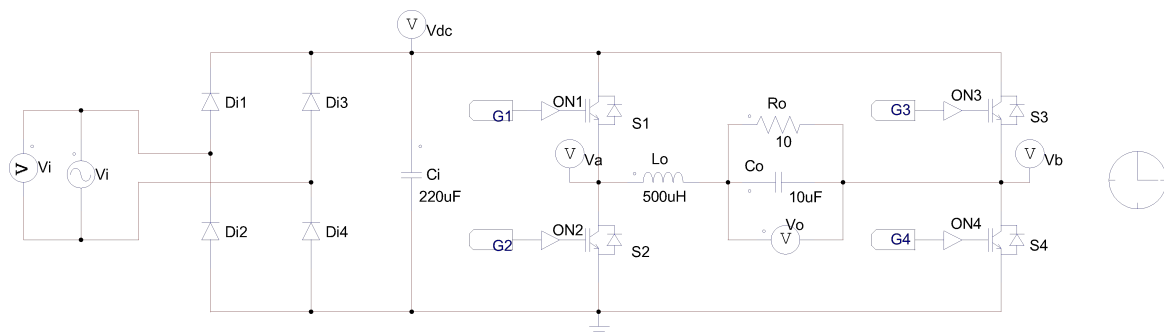 V Vdc
Di1
Di3
G1
ON1
S1
Ro
10
G3
ON3
S3
V Vi
Vi
Ci
220uF
V Va
Lo
500uH
Co
10uF
V Vb
Di2
Di4
G2
ON2
S2
Vo
V
G4
ON4
S4